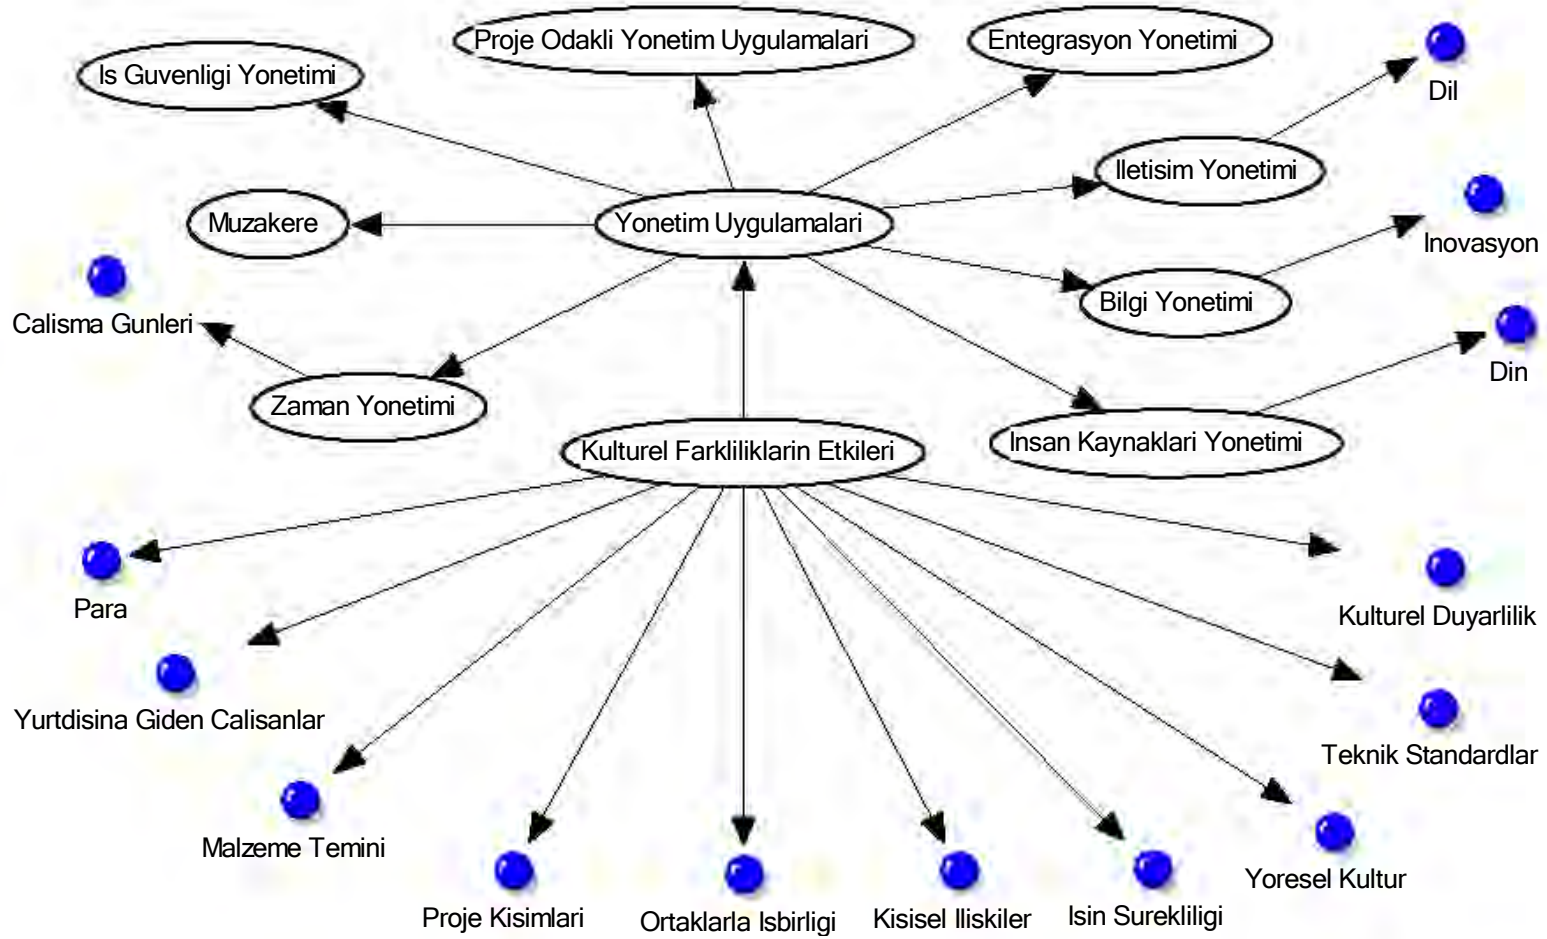 Proje Odakli Yonetim Uygulamalari
Entegrasyon Yonetimi
Is Guvenligi Yonetimi
Dil
Iletisim Yonetimi
Muzakere
Yonetim Uygulamalari
Inovasyon
Bilgi Yonetimi
Calisma Gunleri
Din
Zaman Yonetimi
Kulturel Farkliliklarin Etkileri
Insan Kaynaklari Yonetimi
Para
Kulturel Duyarlilik
Yurtdisina Giden Calisanlar
Teknik Standardlar
Malzeme Temini
Yoresel Kultur
Proje Kisimlari
Ortaklarla Isbirligi
Kisisel Iliskiler
Isin Surekliligi